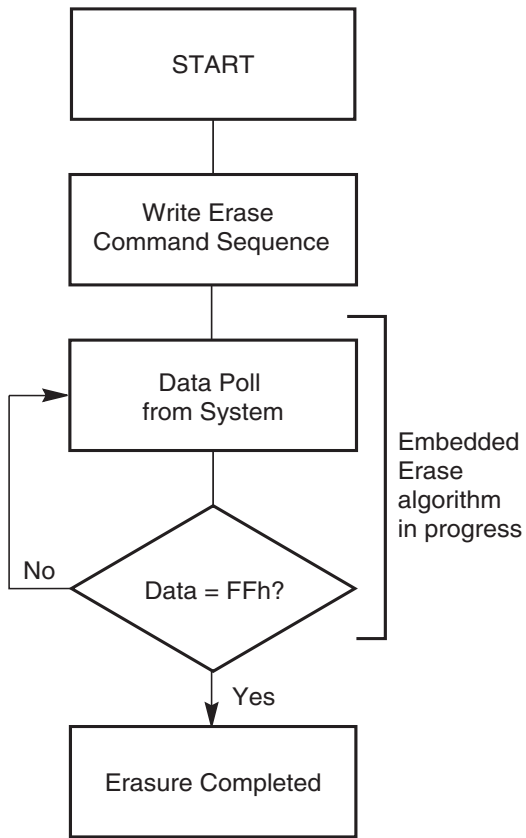 START
Write Erase
Command Sequence
Data Poll
from System
Embedded
Erase
algorithm
in progress
No
Data = FFh?
Yes
Erasure Completed